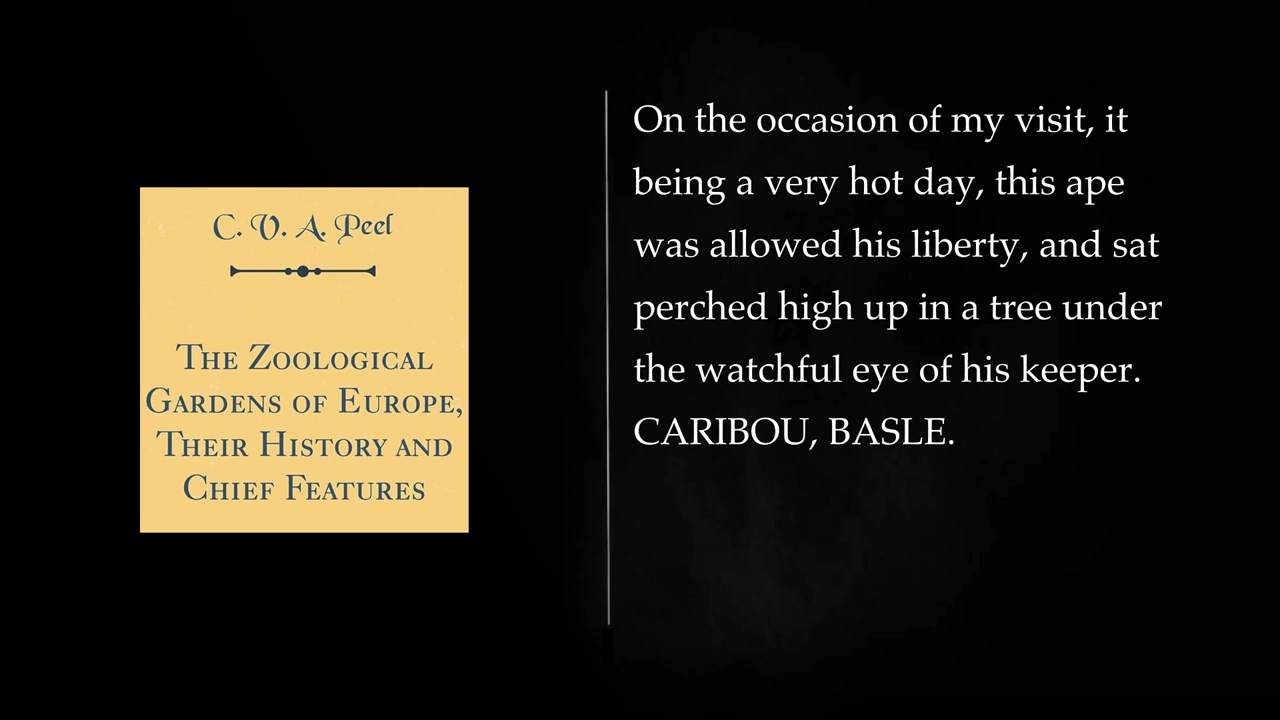 C. V. A. Peel
The Zoological
Gardens of Europe,
Their History and
Chief Features
On the occasion of my visit, it
being a very hot day, this ape
was allowed his liberty, and sat
perched high up in a tree under
the watchful eye of his keeper.
CARIBOU, BASLE.